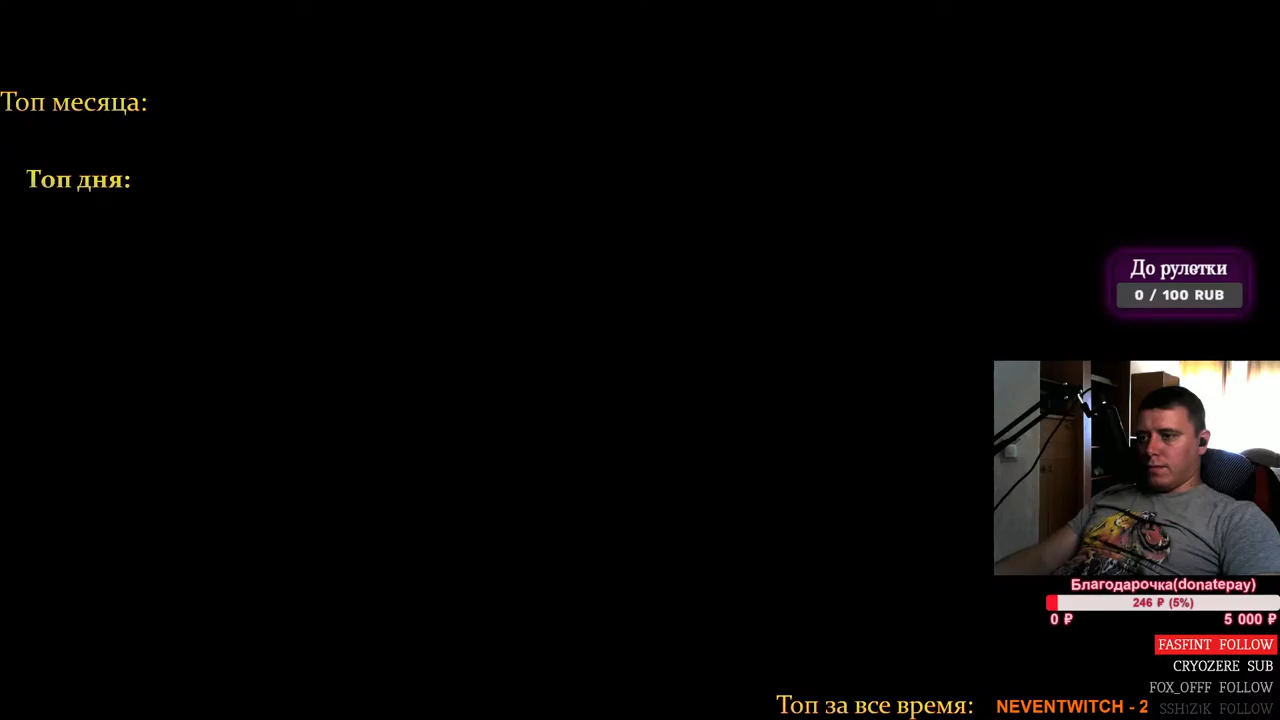 Топ месяца:
Топ дня:
До рулетки
0 / 100 RUB
Благодарочка(donatepay)
246 ₽ (5%)
0 ₽ 5 000 ₽
FASFINT FOLLOW
CRYOZERE SUB
FOX_OFFF FOLLOW
SSH1Z1K FOLLOW
Топ за все время: NEVENTWITCH - 2